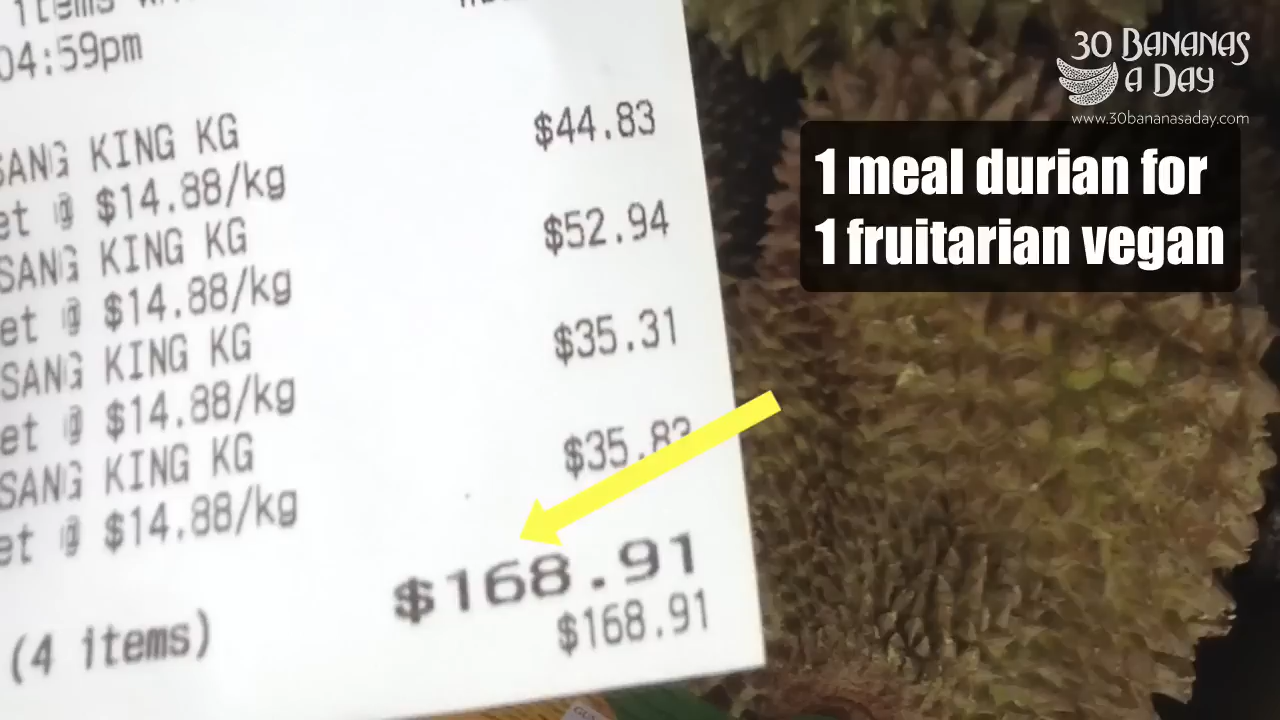 04:59pm
SANG KING KG $44.83
et @ $14.88/kg
SANG KING KG $52.94
et @ $14.88/kg
SANG KING KG $35.31
et @ $14.88/kg
SANG KING KG $35.83
et @ $14.88/kg
$168.91
(4 items) $168.91
30 BANANAS
A DAY
www.30bananasaday.com
1 meal durian for
1 fruitarian vegan